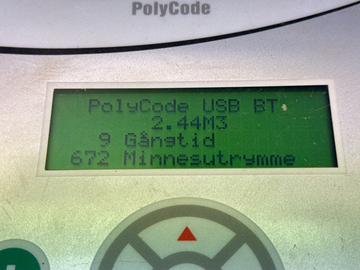 PolyCode
PolyCode USB BT
2.44M3
9 Gångtid
672 Minnesutrymme